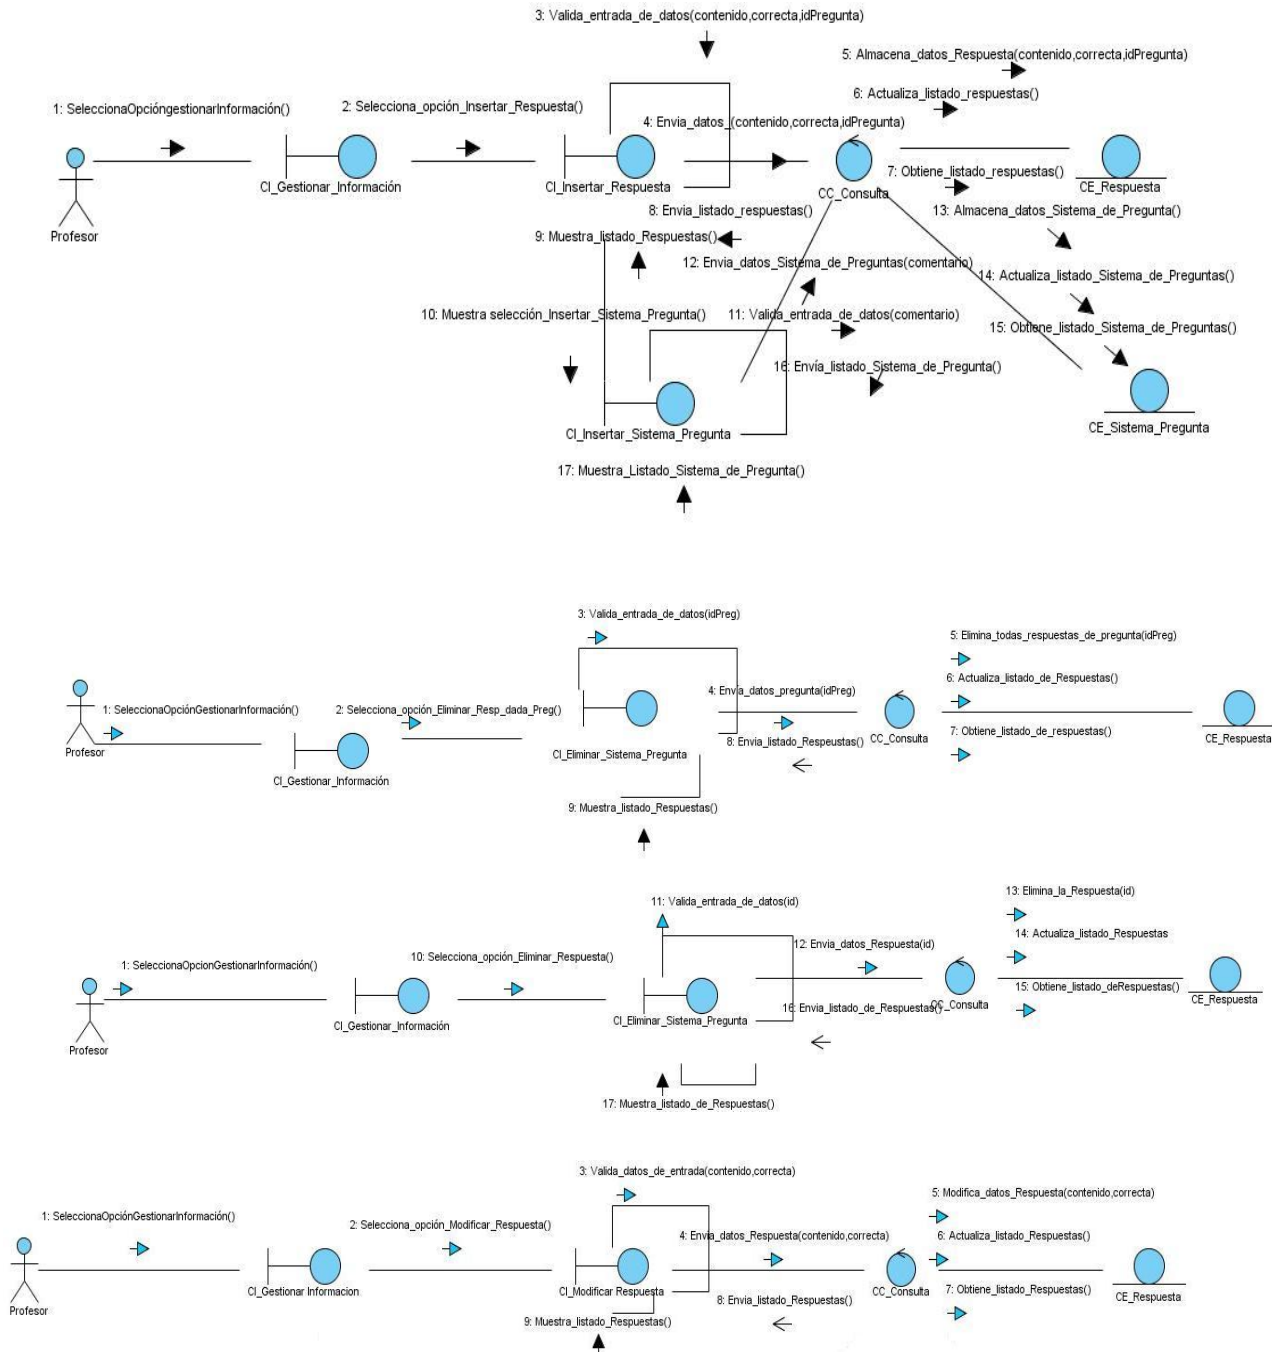 3: Valida_entrada_de_datos(contenido,correcta,idPregunta)
5: Almacena_datos_Respuesta(contenido,correcta,idPregunta)
6: Actualiza_listado_respuestas()
1: SeleccionaOpcióngestionarInformación()
2: Selecciona_opción_Insertar_Respuesta()
4: Envia_datos_(contenido,correcta,idPregunta)
7: Obtiene_listado_respuestas()
CI_Gestionar_Información
CI_Insertar_Respuesta
CC_Consulta
CE_Respuesta
Profesor
8: Envia_listado_respuestas()
13: Almacena_datos_Sistema_de_Pregunta()
9: Muestra_listado_Respuestas()
12: Envia_datos_Sistema_de_Preguntas(comentario)
14: Actualiza_listado_Sistema_de_Preguntas()
10: Muestra selección_Insertar_Sistema_Pregunta()
11: Valida_entrada_de_datos(comentario)
15: Obtiene_listado_Sistema_de_Preguntas()
16: Envía_listado_Sistema_de_Pregunta()
CI_Insertar_Sistema_Pregunta
CE_Sistema_Pregunta
17: Muestra_Listado_Sistema_de_Pregunta()
3: Valida_entrada_de_datos(idPreg)
5: Elimina_todas_respuestas_de_pregunta(idPreg)
6: Actualiza_listado_de_Respuestas()
4: Envía_datos_pregunta(idPreg)
1: SeleccionaOpciónGestionarInformación()
2: Selecciona_opción_Eliminar_Resp_dada_Preg()
7: Obtiene_listado_de_respuestas()
8: Envia_listado_Respeustas()
CC_Consulta
CE_Respuesta
Profesor
CI_Gestionar_Información
CI_Eliminar_Sistema_Pregunta
9: Muestra_listado_Respuestas()
13: Elimina_la_Respuesta(id)
11: Valida_entrada_de_datos(id)
14: Actualiza_listado_Respuestas
12: Envia_datos_Respuesta(id)
10: Selecciona_opción_Eliminar_Respuesta()
1: SeleccionaOpcionGestionarInformación()
15: Obtiene_listado_deRespuestas()
16: Envia_listado_de_Respuestas()
CC_Consulta
CE_Respuesta
CI_Gestionar_Información
CI_Eliminar_Sistema_Pregunta
Profesor
17: Muestra_listado_de_Respuestas()
3: Valida_datos_de_entrada(contenido,correcta)
5: Modifica_datos_Respuesta(contenido,correcta)
1: SeleccionaOpciónGestionarInformación()
2: Selecciona_opción_Modificar_Respuesta()
4: Envia_datos_Respuesta(contenido,correcta)
6: Actualiza_listado_Respuestas()
7: Obtiene_listado_Respuestas()
CI_Gestionar Informacion
CI_Modificar Respuesta
CC_Consulta
CE_Respuesta
Profesor
8: Envia_listado_Respuestas()
9: Muestra_listado_Respuestas()